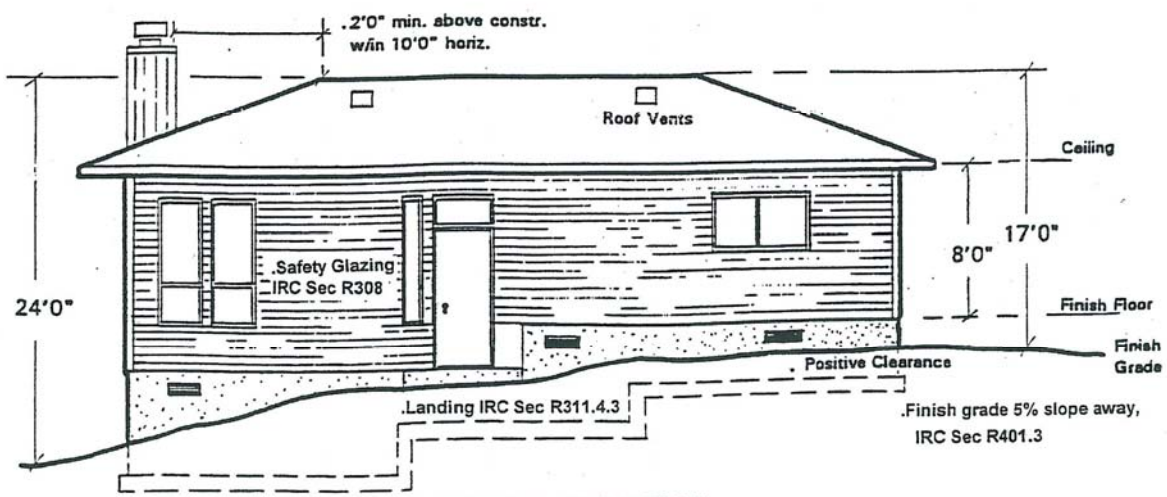 .2'0" min. above constr.
w/in 10'0" horiz.
Roof Vents
Ceiling
.Safety Glazing
IRC Sec R308
24'0"
8'0"
17'0"
Finish Floor
Finish
Grade
. Positive Clearance
.Landing IRC Sec R311.4.3
.Finish grade 5% slope away,
IRC Sec R401.3